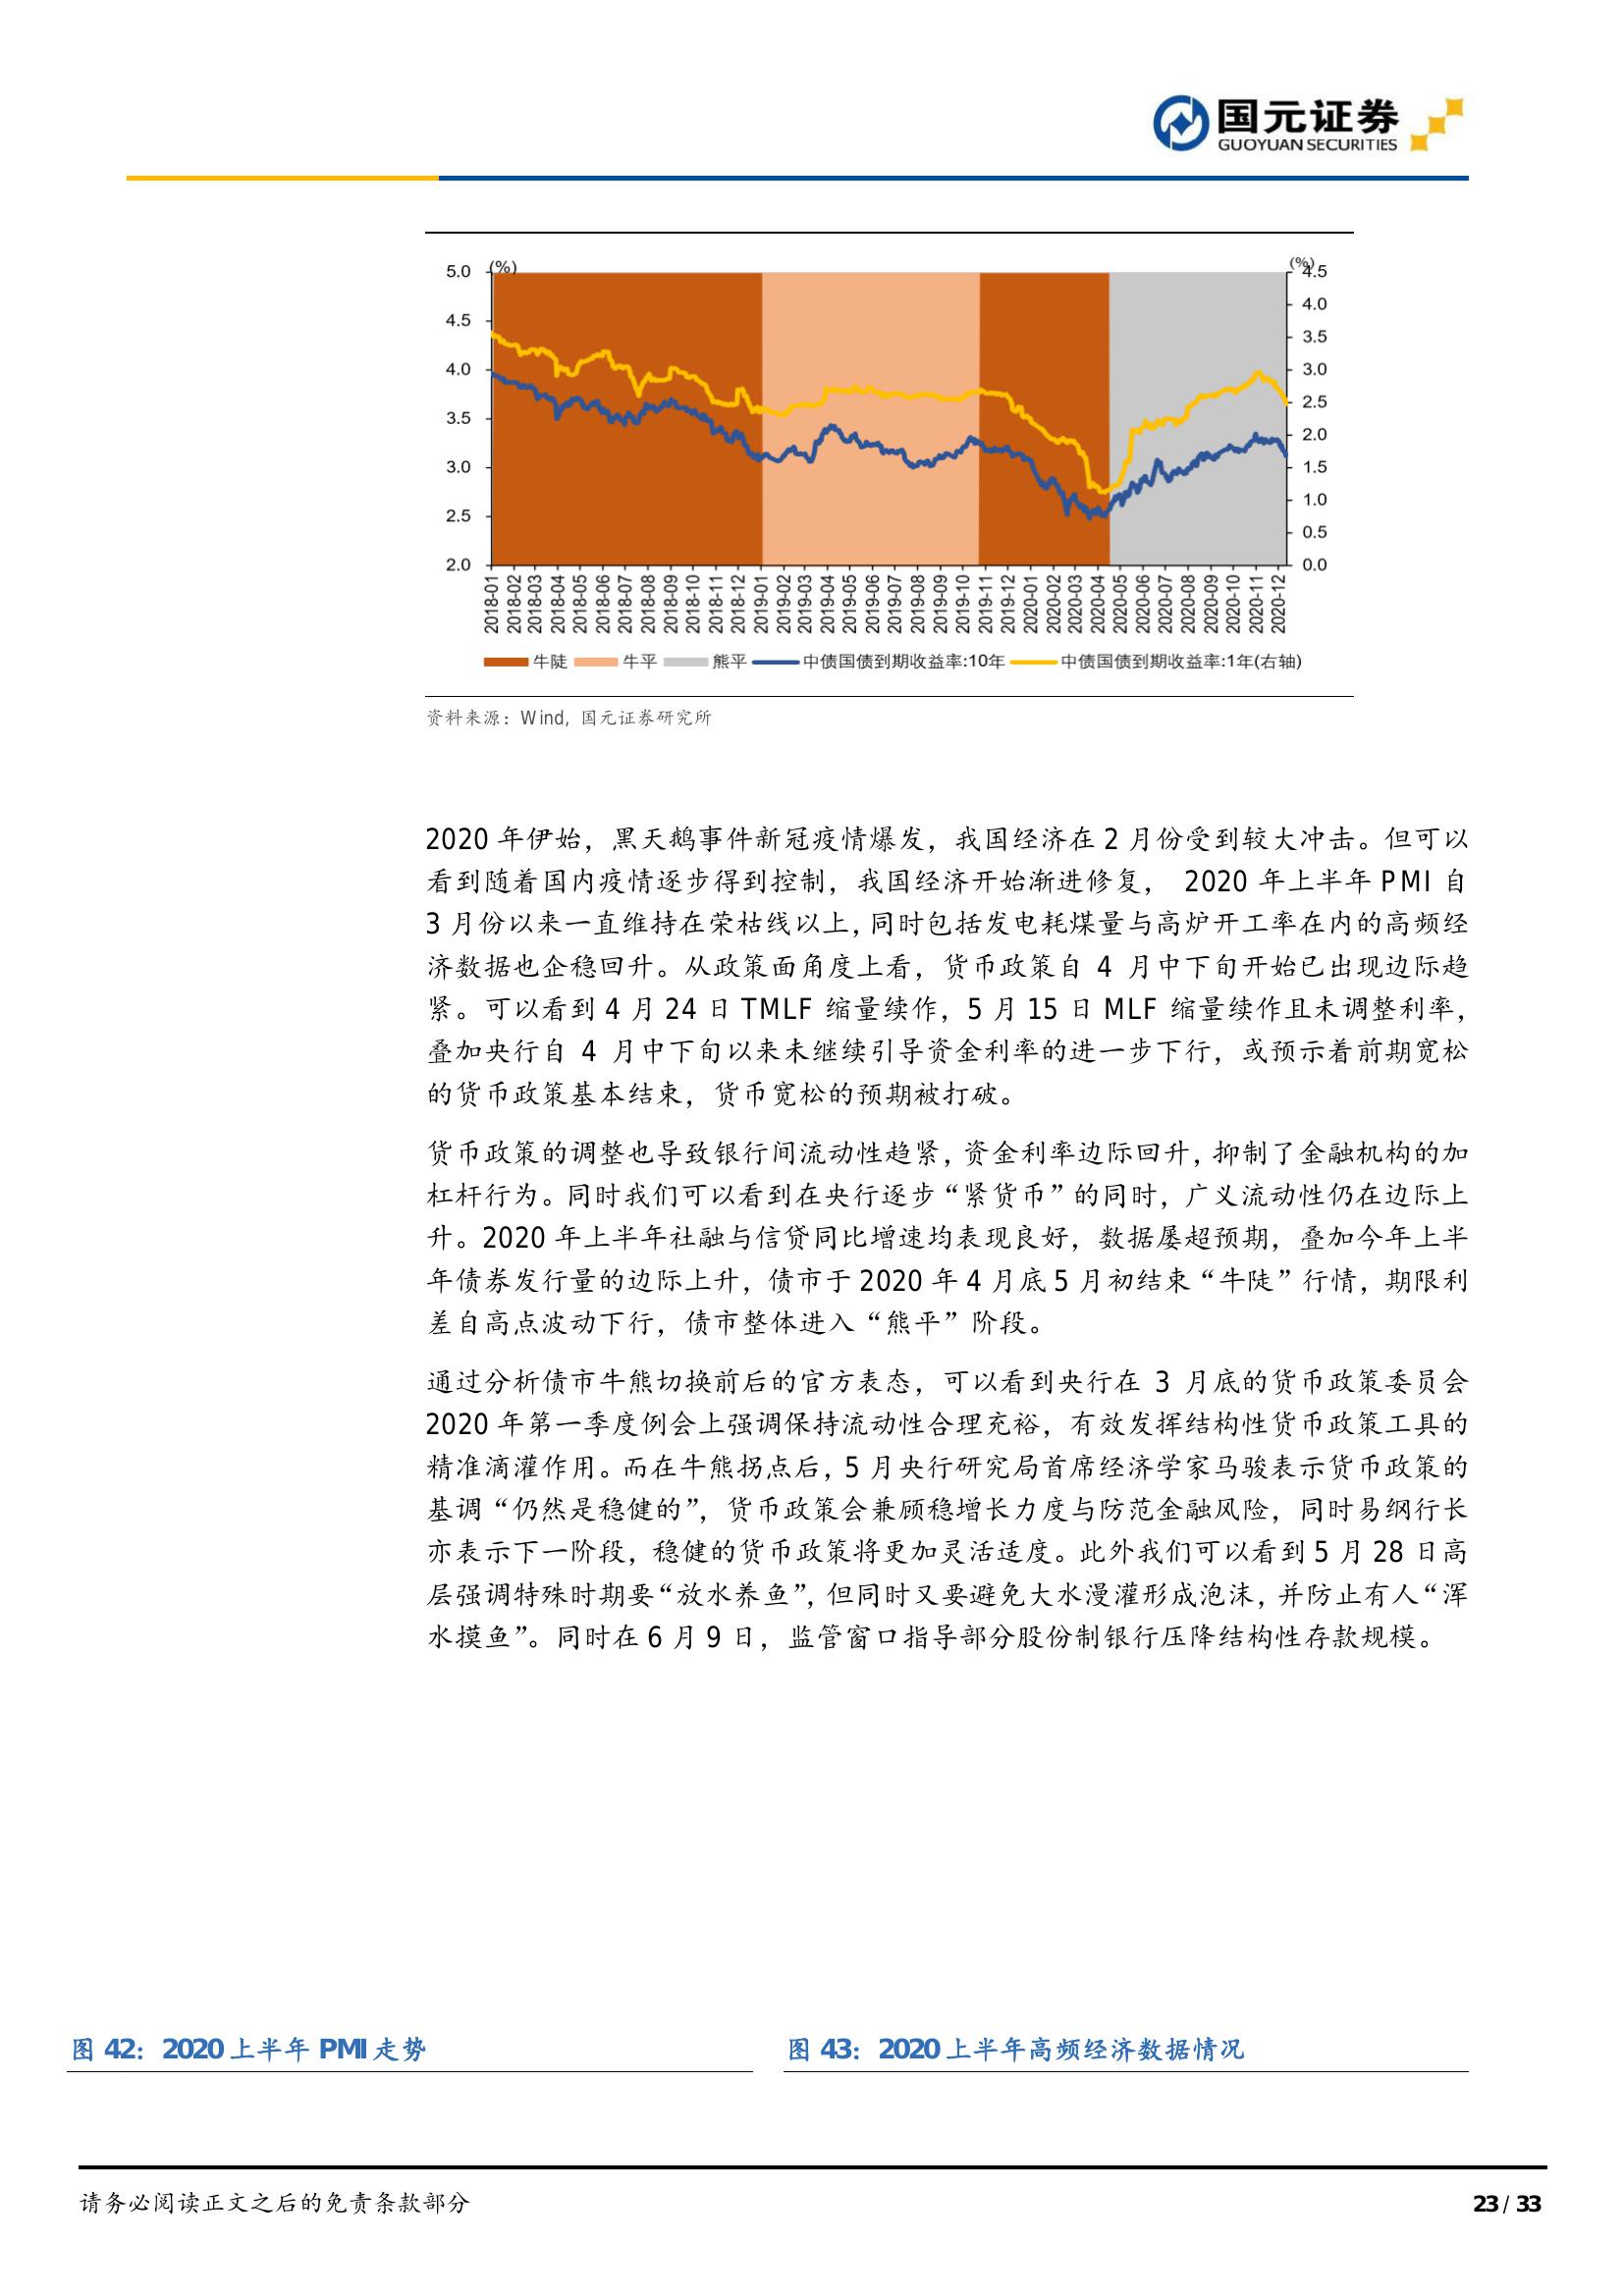 国元证券
GUOYUAN SECURITIES
(%)
(%)
5.0
4.5
4.0
3.5
3.0
2.5
2.0
4.5
4.0
3.5
3.0
2.5
2.0
1.5
1.0
0.5
0.0
2018-01
2018-02
2018-03
2018-04
2018-05
2018-06
2018-07
2018-08
2018-09
2018-10
2018-11
2018-12
2019-01
2019-02
2019-03
2019-04
2019-05
2019-06
2019-07
2019-08
2019-09
2019-10
2019-11
2019-12
2020-01
2020-02
2020-03
2020-04
2020-05
2020-06
2020-07
2020-08
2020-09
2020-10
2020-11
2020-12
牛陡 牛平 熊平 中债国债到期收益率:10年 中债国债到期收益率:1年(右轴)
资料来源：Wind，国元证券研究所
2020 年伊始，黑天鹅事件新冠疫情爆发，我国经济在 2 月份受到较大冲击。但可以
看到随着国内疫情逐步得到控制，我国经济开始渐进修复， 2020 年上半年 PMI 自
3 月份以来一直维持在荣枯线以上，同时包括发电耗煤量与高炉开工率在内的高频经
济数据也企稳回升。从政策面角度上看，货币政策自 4 月中下旬开始已出现边际趋
紧。可以看到 4 月 24 日 TMLF 缩量续作，5 月 15 日 MLF 缩量续作且未调整利率，
叠加央行自 4 月中下旬以来未继续引导资金利率的进一步下行，或预示着前期宽松
的货币政策基本结束，货币宽松的预期被打破。
货币政策的调整也导致银行间流动性趋紧，资金利率边际回升，抑制了金融机构的加
杠杆行为。同时我们可以看到在央行逐步“紧货币”的同时，广义流动性仍在边际上
升。2020 年上半年社融与信贷同比增速均表现良好，数据屡超预期，叠加今年上半
年债券发行量的边际上升，债市于 2020 年 4 月底 5 月初结束“牛陡”行情，期限利
差自高点波动下行，债市整体进入“熊平”阶段。
通过分析债市牛熊切换前后的官方表态，可以看到央行在 3 月底的货币政策委员会
2020 年第一季度例会上强调保持流动性合理充裕，有效发挥结构性货币政策工具的
精准滴灌作用。而在牛熊拐点后，5 月央行研究局首席经济学家马骏表示货币政策的
基调“仍然是稳健的”，货币政策会兼顾稳增长力度与防范金融风险，同时易纲行长
亦表示下一阶段，稳健的货币政策将更加灵活适度。此外我们可以看到 5 月 28 日高
层强调特殊时期要“放水养鱼”，但同时又要避免大水漫灌形成泡沫，并防止有人“浑
水摸鱼”。同时在 6 月 9 日，监管窗口指导部分股份制银行压降结构性存款规模。
图 42：2020 上半年 PMI 走势
图 43：2020 上半年高频经济数据情况
请务必阅读正文之后的免责条款部分
23 / 33